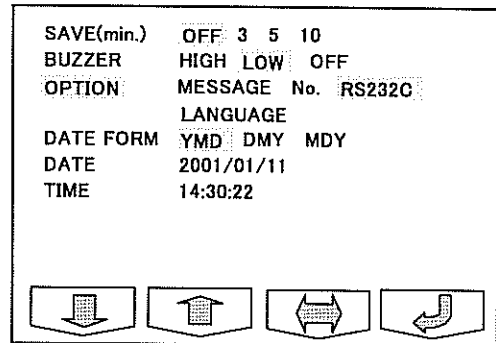 SAVE(min.) OFF 3 5 10
BUZZER HIGH LOW OFF
OPTION MESSAGE No. RS232C
LANGUAGE
DATE FORM YMD DMY MDY
DATE 2001/01/11
TIME 14:30:22